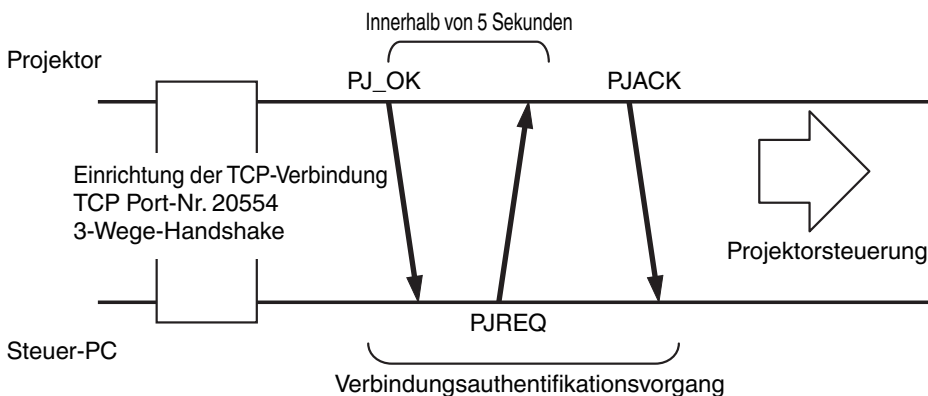 Innerhalb von 5 Sekunden
Projektor
PJ_OK
PJACK
Einrichtung der TCP-Verbindung
TCP Port-Nr. 20554
3-Wege-Handshake
Projektorsteuerung
PJREQ
Steuer-PC
Verbindungsauthentifikationsvorgang